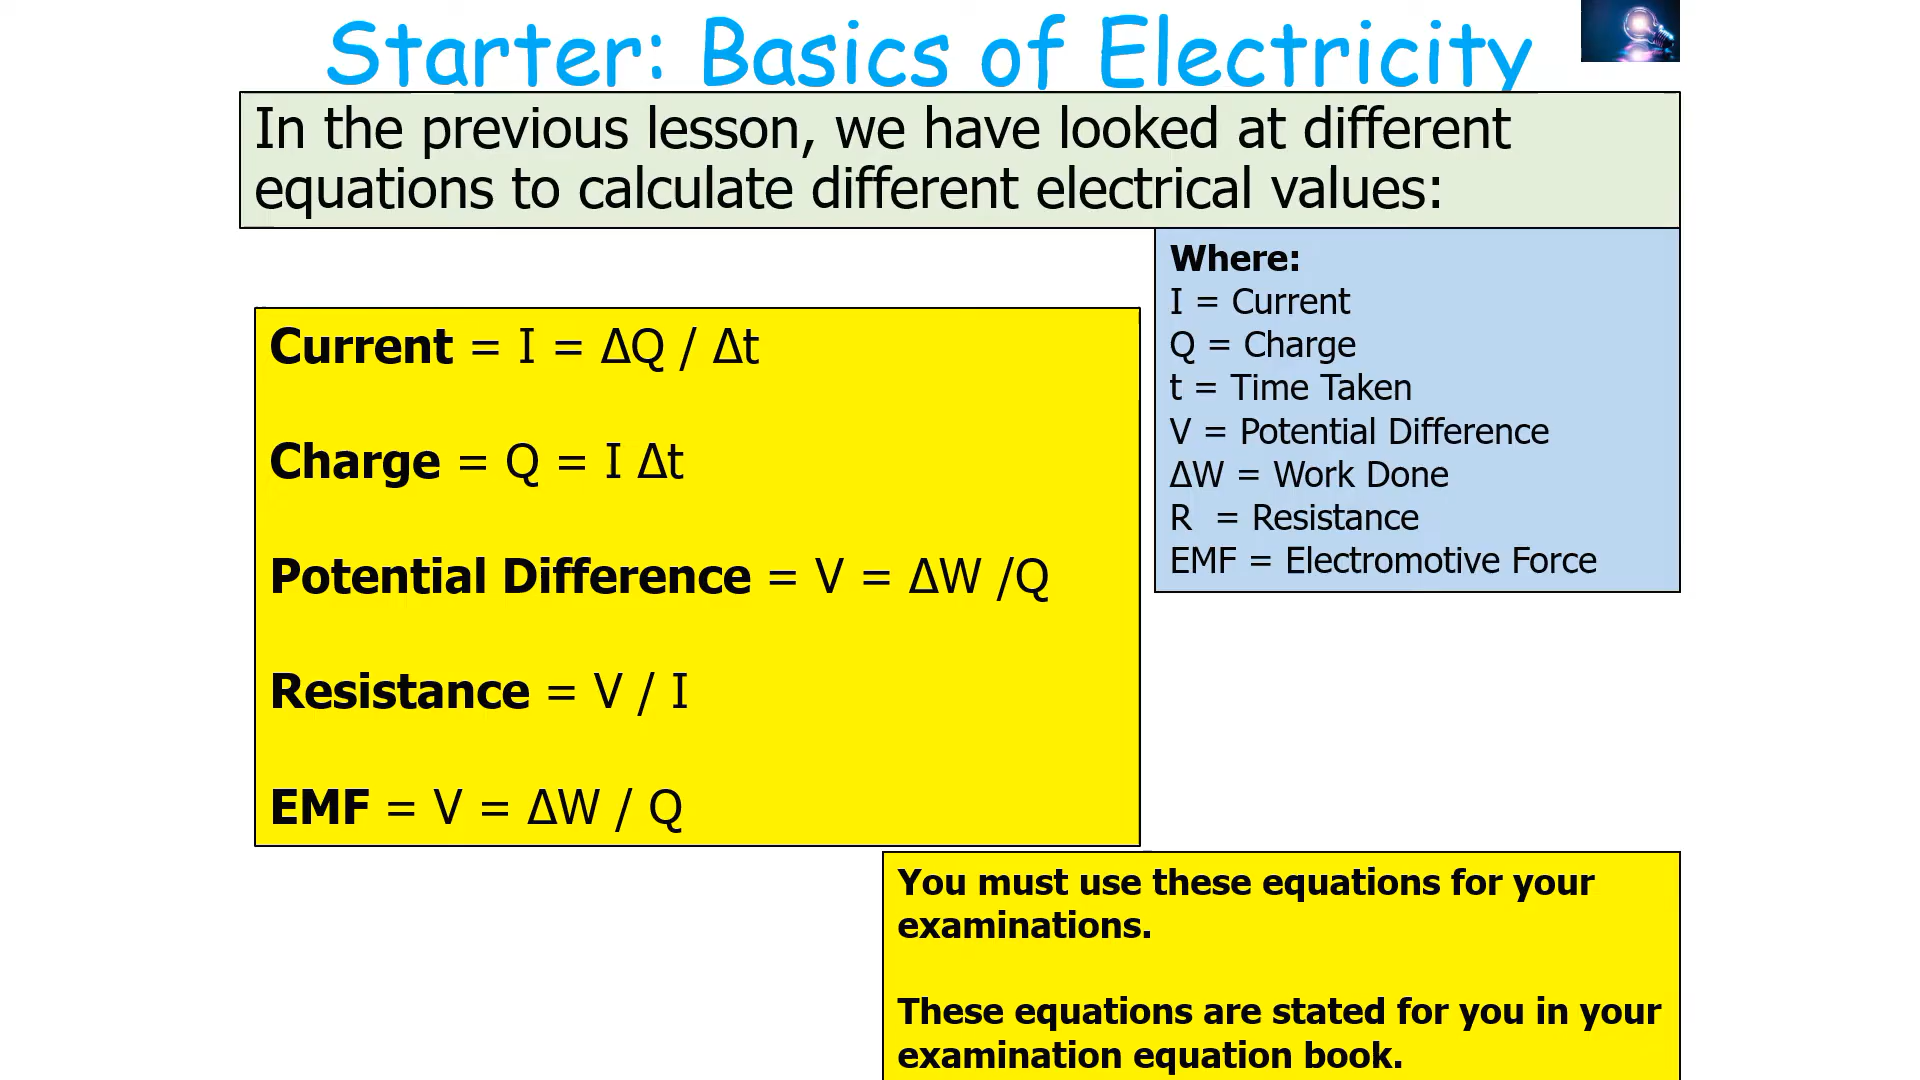 Starter: Basics of Electricity
In the previous lesson, we have looked at different
equations to calculate different electrical values:
Where:
I = Current
Q = Charge
t = Time Taken
V = Potential Difference
ΔW = Work Done
R = Resistance
EMF = Electromotive Force
Current = I = ΔQ / Δt
Charge = Q = I Δt
Potential Difference = V = ΔW /Q
Resistance = V / I
EMF = V = ΔW / Q
You must use these equations for your
examinations.
These equations are stated for you in your
examination equation book.